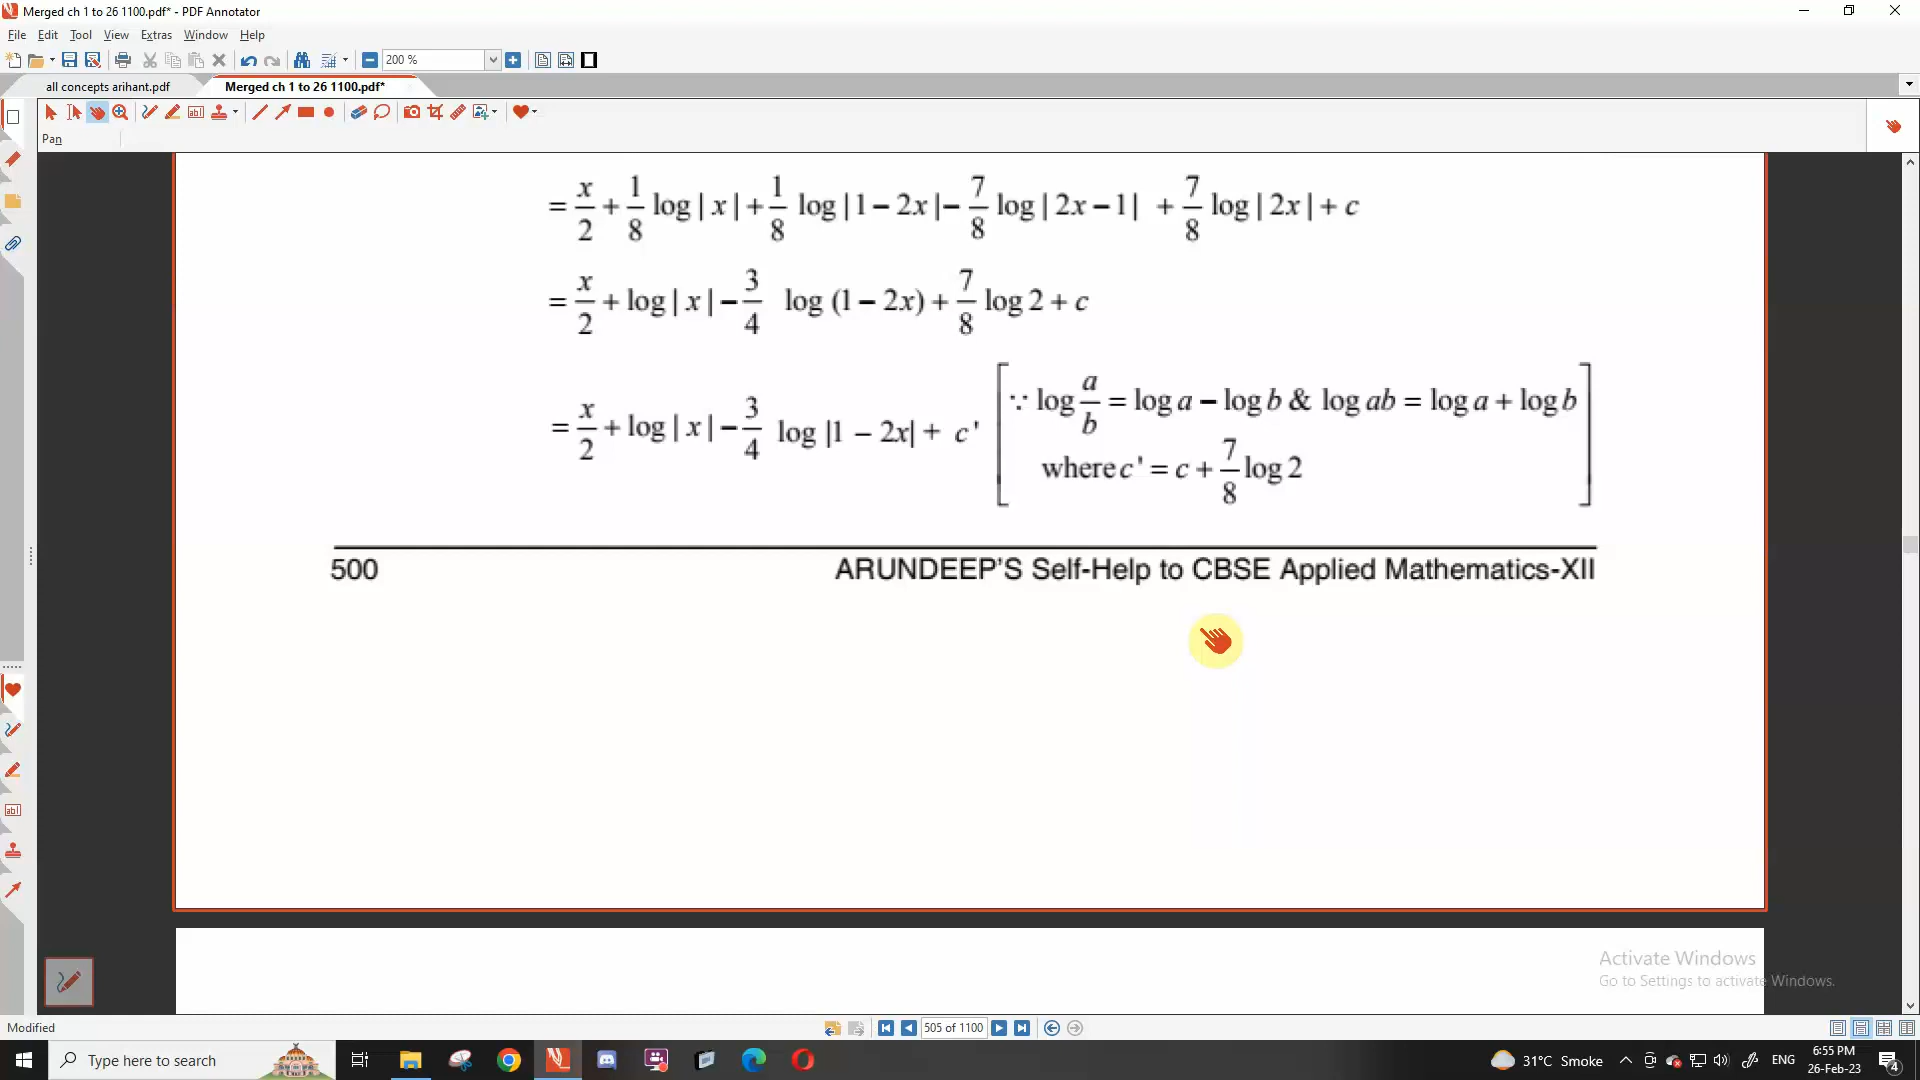 Merged ch 1 to 26 1100.pdf* - PDF Annotator
File Edit Tool View Extras Window Help
200 %
all concepts arihant.pdf Merged ch 1 to 26 1100.pdf*
Pan
= x/2 + 1/8 log | x | + 1/8 log | 1 − 2x | − 7/8 log | 2x − 1 | + 7/8 log | 2x | + c
= x/2 + log | x | − 3/4 log (1 − 2x) + 7/8 log 2 + c
= x/2 + log | x | − 3/4 log |1 − 2x| + c' [ ∵ log a/b = log a − log b & log ab = log a + log b
where c' = c + 7/8 log 2 ]
500 ARUNDEEP'S Self-Help to CBSE Applied Mathematics-XII
Activate Windows
Go to Settings to activate Windows.
Modified 505 of 1100
Type here to search 31°C Smoke ENG 6:55 PM
26-Feb-23 4